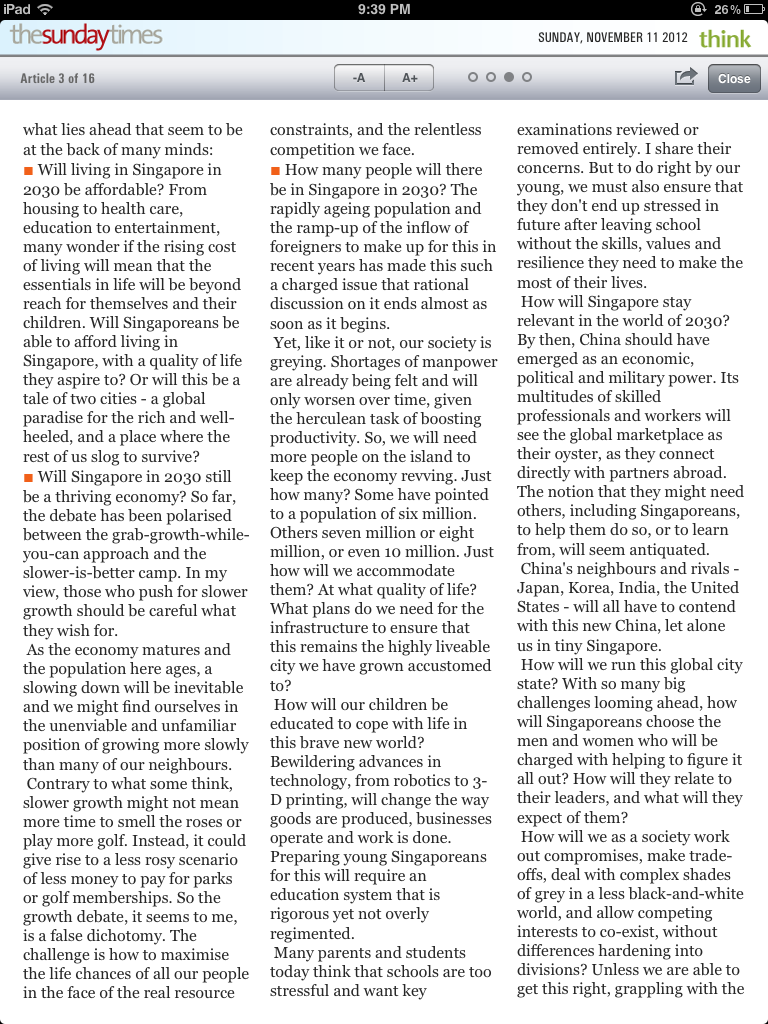 iPad
9:39 PM
26%
thesundaytimes
SUNDAY, NOVEMBER 11 2012
think
Article 3 of 16
-A
A+
Close
what lies ahead that seem to be
at the back of many minds:
■ Will living in Singapore in
2030 be affordable? From
housing to health care,
education to entertainment,
many wonder if the rising cost
of living will mean that the
essentials in life will be beyond
reach for themselves and their
children. Will Singaporeans be
able to afford living in
Singapore, with a quality of life
they aspire to? Or will this be a
tale of two cities - a global
paradise for the rich and well-
heeled, and a place where the
rest of us slog to survive?
■ Will Singapore in 2030 still
be a thriving economy? So far,
the debate has been polarised
between the grab-growth-while-
you-can approach and the
slower-is-better camp. In my
view, those who push for slower
growth should be careful what
they wish for.
As the economy matures and
the population here ages, a
slowing down will be inevitable
and we might find ourselves in
the unenviable and unfamiliar
position of growing more slowly
than many of our neighbours.
Contrary to what some think,
slower growth might not mean
more time to smell the roses or
play more golf. Instead, it could
give rise to a less rosy scenario
of less money to pay for parks
or golf memberships. So the
growth debate, it seems to me,
is a false dichotomy. The
challenge is how to maximise
the life chances of all our people
in the face of the real resource
constraints, and the relentless
competition we face.
■ How many people will there
be in Singapore in 2030? The
rapidly ageing population and
the ramp-up of the inflow of
foreigners to make up for this in
recent years has made this such
a charged issue that rational
discussion on it ends almost as
soon as it begins.
Yet, like it or not, our society is
greying. Shortages of manpower
are already being felt and will
only worsen over time, given
the herculean task of boosting
productivity. So, we will need
more people on the island to
keep the economy revving. Just
how many? Some have pointed
to a population of six million.
Others seven million or eight
million, or even 10 million. Just
how will we accommodate
them? At what quality of life?
What plans do we need for the
infrastructure to ensure that
this remains the highly liveable
city we have grown accustomed
to?
How will our children be
educated to cope with life in
this brave new world?
Bewildering advances in
technology, from robotics to 3-
D printing, will change the way
goods are produced, businesses
operate and work is done.
Preparing young Singaporeans
for this will require an
education system that is
rigorous yet not overly
regimented.
Many parents and students
today think that schools are too
stressful and want key
examinations reviewed or
removed entirely. I share their
concerns. But to do right by our
young, we must also ensure that
they don't end up stressed in
future after leaving school
without the skills, values and
resilience they need to make the
most of their lives.
How will Singapore stay
relevant in the world of 2030?
By then, China should have
emerged as an economic,
political and military power. Its
multitudes of skilled
professionals and workers will
see the global marketplace as
their oyster, as they connect
directly with partners abroad.
The notion that they might need
others, including Singaporeans,
to help them do so, or to learn
from, will seem antiquated.
China's neighbours and rivals -
Japan, Korea, India, the United
States - will all have to contend
with this new China, let alone
us in tiny Singapore.
How will we run this global city
state? With so many big
challenges looming ahead, how
will Singaporeans choose the
men and women who will be
charged with helping to figure it
all out? How will they relate to
their leaders, and what will they
expect of them?
How will we as a society work
out compromises, make trade-
offs, deal with complex shades
of grey in a less black-and-white
world, and allow competing
interests to co-exist, without
differences hardening into
divisions? Unless we are able to
get this right, grappling with the